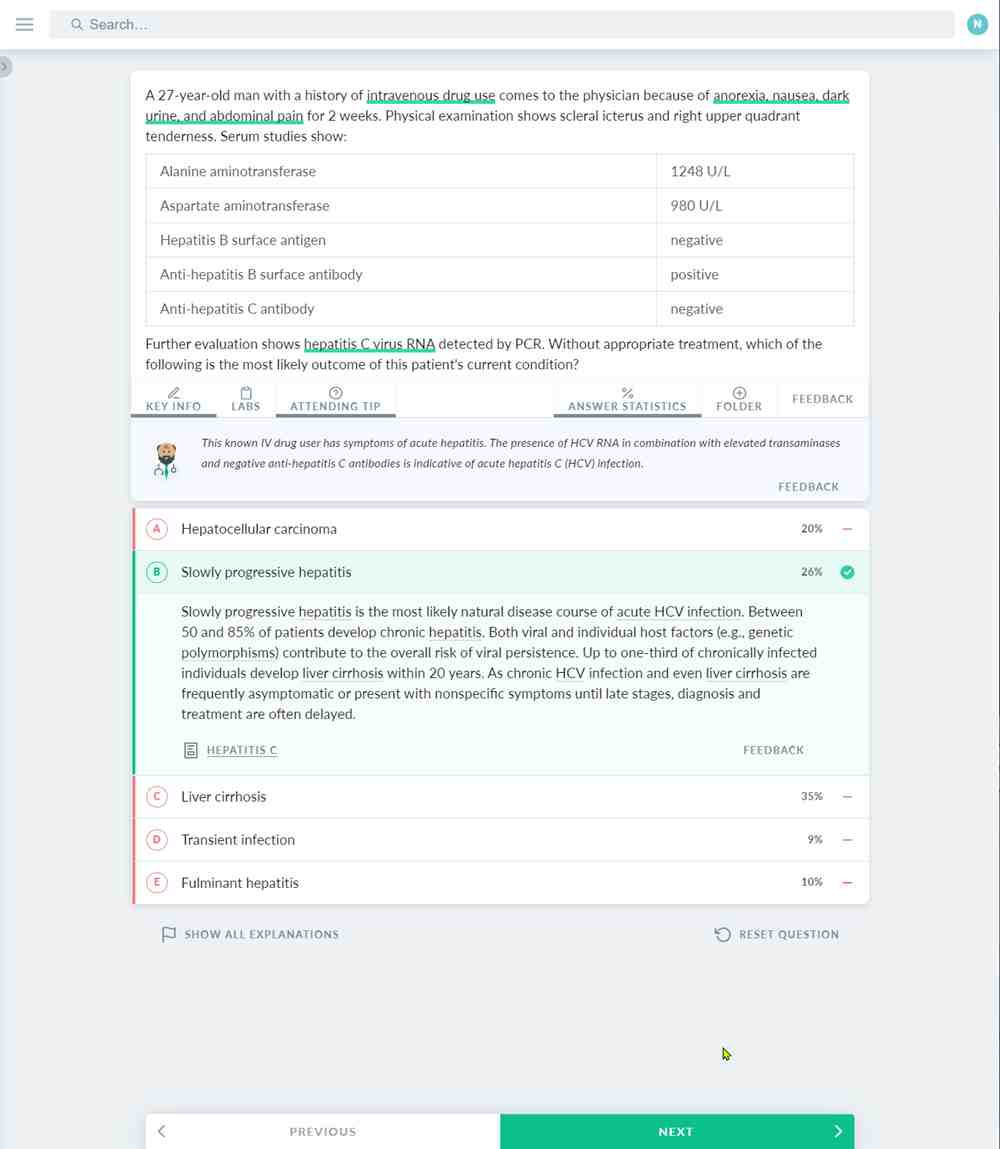 Search…
N
A 27-year-old man with a history of intravenous drug use comes to the physician because of anorexia, nausea, dark
urine, and abdominal pain for 2 weeks. Physical examination shows scleral icterus and right upper quadrant
tenderness. Serum studies show:
Alanine aminotransferase 1248 U/L
Aspartate aminotransferase 980 U/L
Hepatitis B surface antigen negative
Anti-hepatitis B surface antibody positive
Anti-hepatitis C antibody negative
Further evaluation shows hepatitis C virus RNA detected by PCR. Without appropriate treatment, which of the
following is the most likely outcome of this patient's current condition?
KEY INFO LABS ATTENDING TIP ANSWER STATISTICS FOLDER FEEDBACK
This known IV drug user has symptoms of acute hepatitis. The presence of HCV RNA in combination with elevated transaminases
and negative anti-hepatitis C antibodies is indicative of acute hepatitis C (HCV) infection.
FEEDBACK
A Hepatocellular carcinoma 20%
B Slowly progressive hepatitis 26%
Slowly progressive hepatitis is the most likely natural disease course of acute HCV infection. Between
50 and 85% of patients develop chronic hepatitis. Both viral and individual host factors (e.g., genetic
polymorphisms) contribute to the overall risk of viral persistence. Up to one-third of chronically infected
individuals develop liver cirrhosis within 20 years. As chronic HCV infection and even liver cirrhosis are
frequently asymptomatic or present with nonspecific symptoms until late stages, diagnosis and
treatment are often delayed.
HEPATITIS C FEEDBACK
C Liver cirrhosis 35%
D Transient infection 9%
E Fulminant hepatitis 10%
SHOW ALL EXPLANATIONS RESET QUESTION
PREVIOUS NEXT